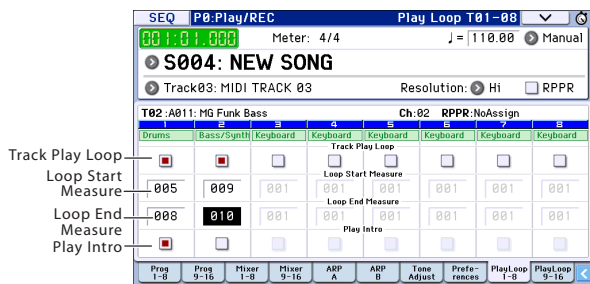 SEQ P0:Play/REC Play Loop T01-08
001:01.000 Meter: 4/4 ♩= 110.00 Manual
S004: NEW SONG
Track03: MIDI TRACK 03 Resolution: Hi RPPR
T02 :A011: MG Funk Bass Ch:02 RPPR:NoAssign
1 2 3 4 5 6 7 8
Drums Bass/Synth Keyboard Keyboard Keyboard Keyboard Keyboard Keyboard
Track Play Loop
Track Play Loop
Loop Start Measure
Loop Start
Measure
005 009 001 001 001 001 001 001
Loop End Measure
Loop End
Measure
008 010 001 001 001 001 001 001
Play Intro
Play Intro
Prog 1-8 Prog 9-16 Mixer 1-8 Mixer 9-16 ARP A ARP B Tone Adjust Prefe- rences PlayLoop 1-8 PlayLoop 9-16